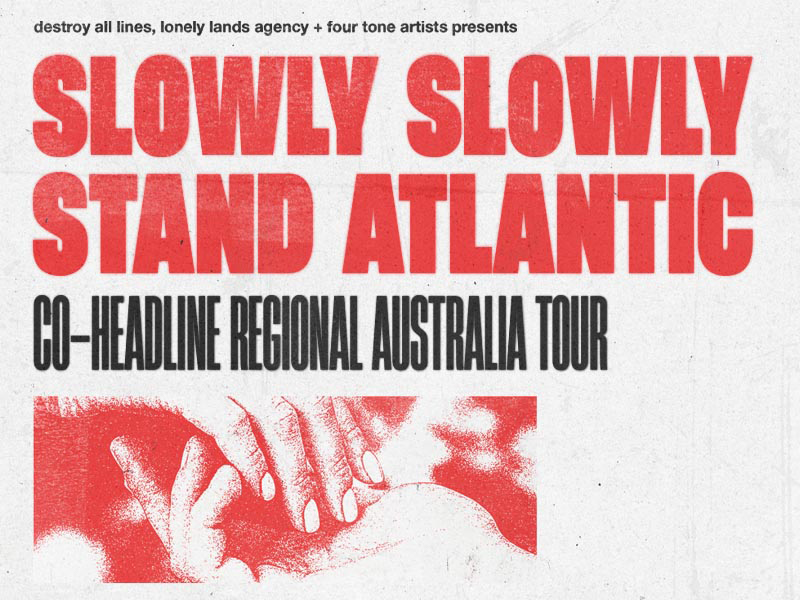 destroy all lines, lonely lands agency + four tone artists presents
SLOWLY SLOWLY
STAND ATLANTIC
CO-HEADLINE REGIONAL AUSTRALIA TOUR